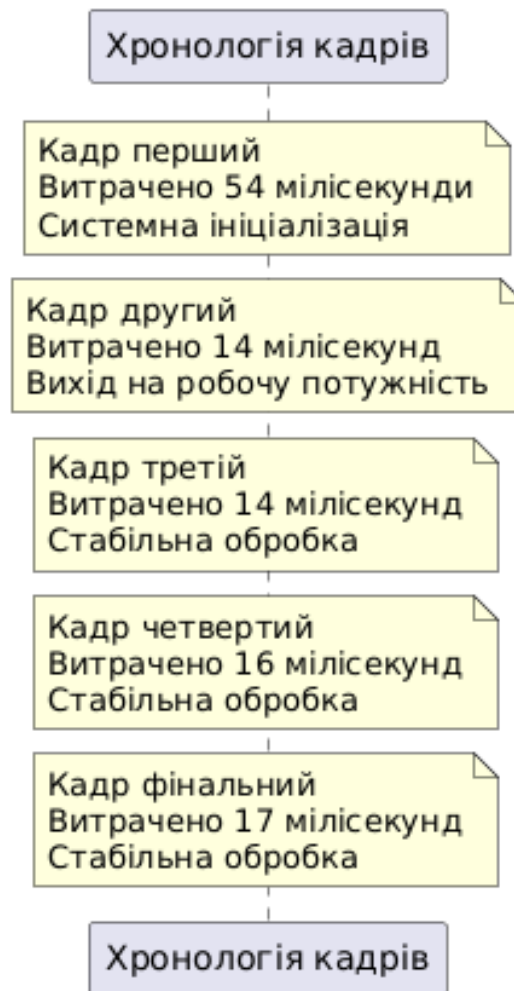 Хронологія кадрів
Кадр перший
Витрачено 54 мілісекунди
Системна ініціалізація
Кадр другий
Витрачено 14 мілісекунд
Вихід на робочу потужність
Кадр третій
Витрачено 14 мілісекунд
Стабільна обробка
Кадр четвертий
Витрачено 16 мілісекунд
Стабільна обробка
Кадр фінальний
Витрачено 17 мілісекунд
Стабільна обробка
Хронологія кадрів